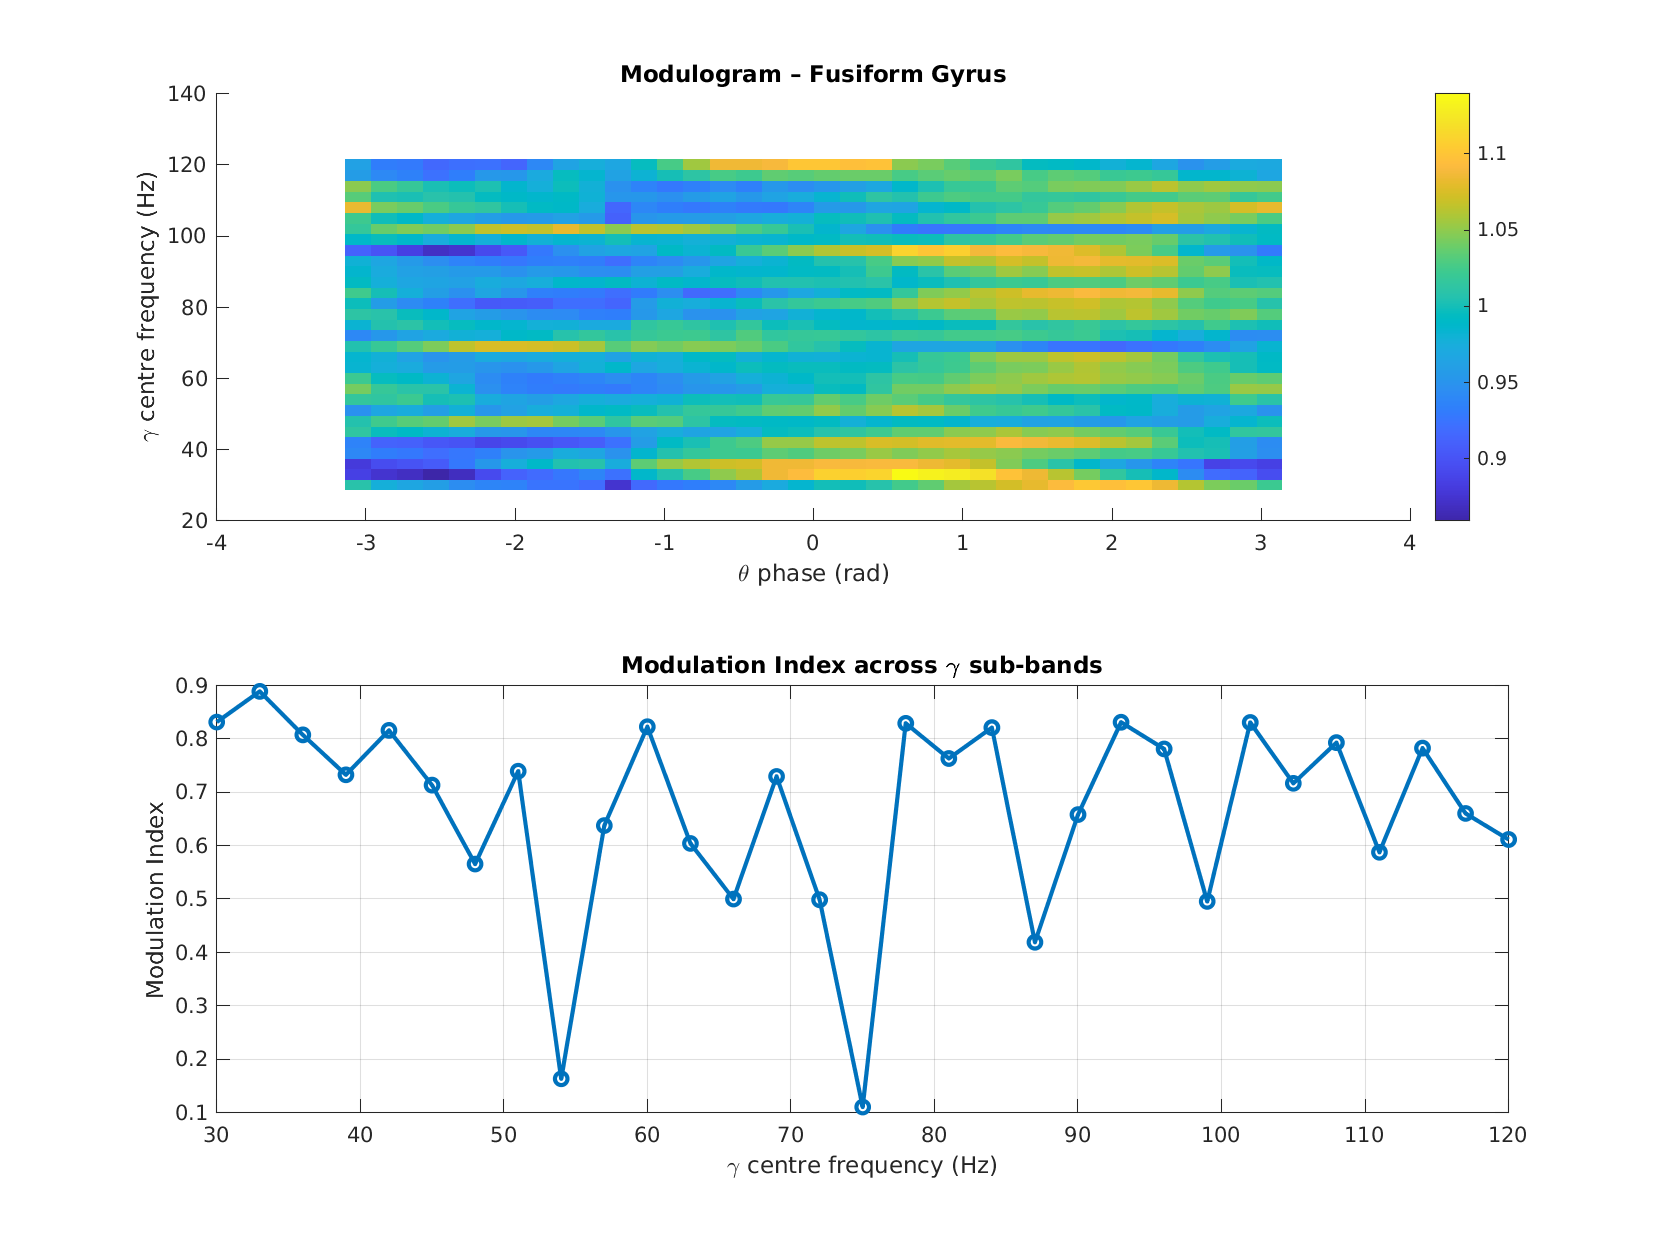 Modulogram – Fusiform Gyrus
140
120
100
80
60
40
20
γ centre frequency (Hz)
-4 -3 -2 -1 0 1 2 3 4
θ phase (rad)
1.1
1.05
1
0.95
0.9
Modulation Index across γ sub-bands
0.9
0.8
0.7
0.6
0.5
0.4
0.3
0.2
0.1
Modulation Index
30 40 50 60 70 80 90 100 110 120
γ centre frequency (Hz)